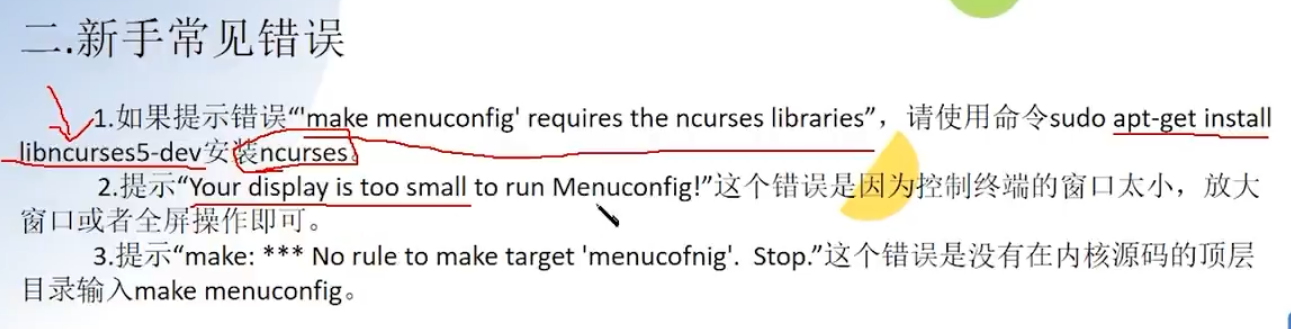 二.新手常见错误
1.如果提示错误“'make menuconfig' requires the ncurses libraries”，请使用命令sudo apt-get install
libncurses5-dev安装ncurses。
2.提示“Your display is too small to run Menuconfig!”这个错误是因为控制终端的窗口太小，放大
窗口或者全屏操作即可。
3.提示“make: *** No rule to make target 'menucofnig'.  Stop.”这个错误是没有在内核源码的顶层
目录输入make menuconfig。